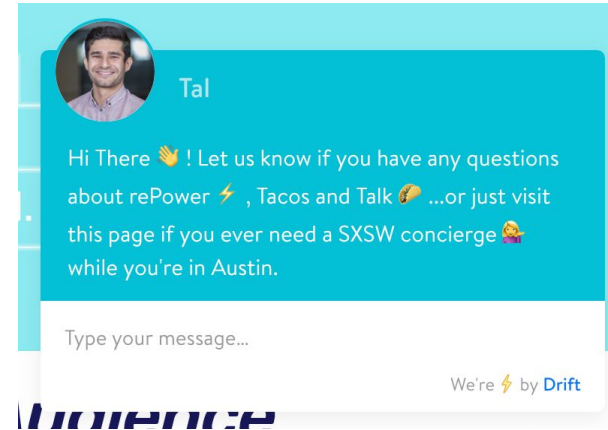 Tal
Hi There 👋 ! Let us know if you have any questions
about rePower ⚡ , Tacos and Talk 🌮 ...or just visit
this page if you ever need a SXSW concierge 💁‍♀️
while you're in Austin.
Type your message...
We're ⚡ by Drift
Audience